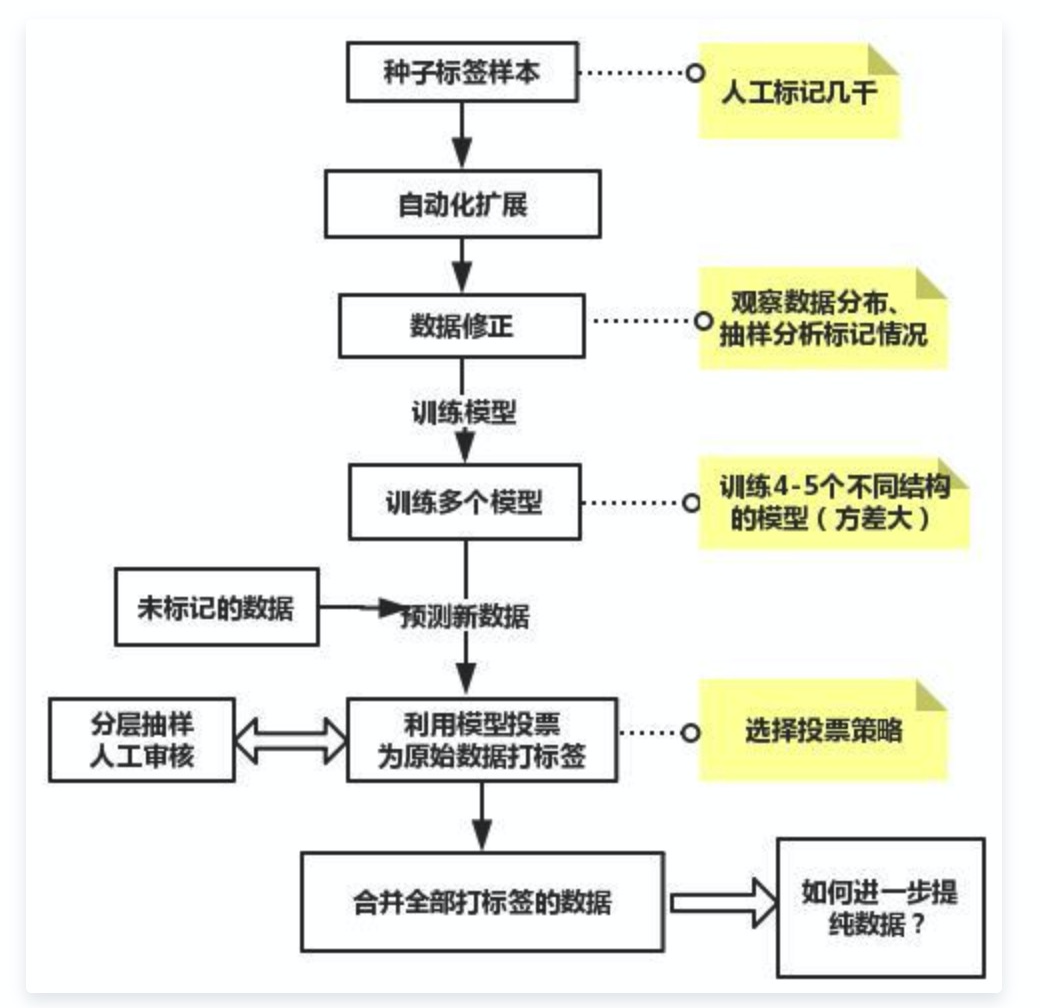 种子标签样本
人工标记几千
自动化扩展
数据修正
观察数据分布、
抽样分析标记情况
训练模型
训练多个模型
训练4-5个不同结构
的模型（方差大）
未标记的数据
预测新数据
分层抽样
人工审核
利用模型投票
为原始数据打标签
选择投票策略
合并全部打标签的数据
如何进一步提
纯数据？